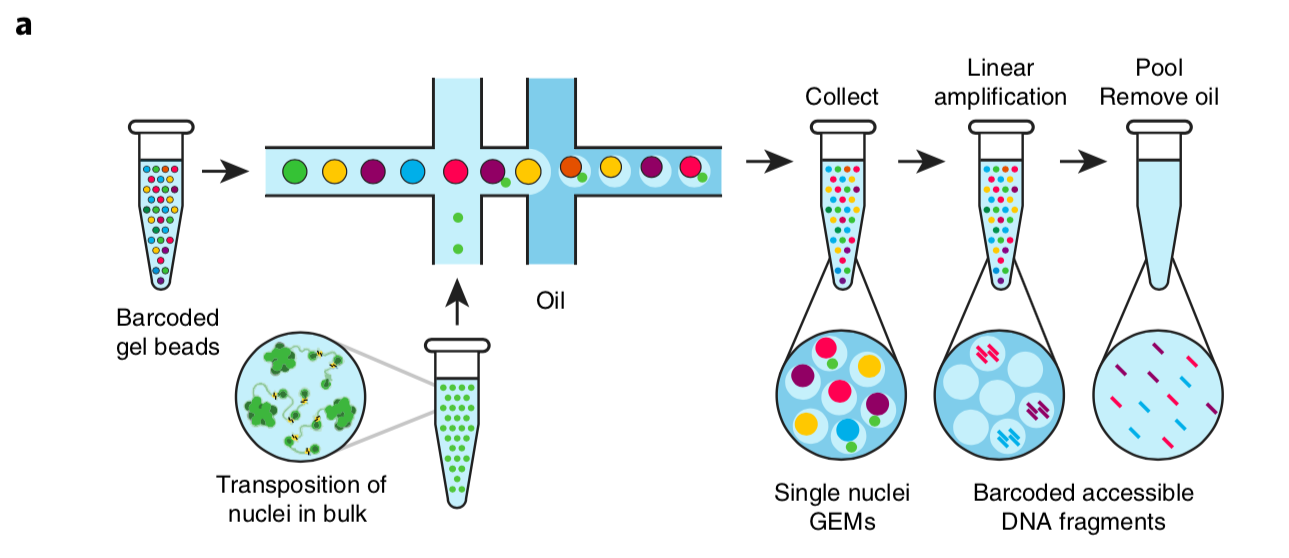 a
Barcoded
gel beads
Transposition of
nuclei in bulk
Oil
Collect
Linear
amplification
Pool
Remove oil
Single nuclei
GEMs
Barcoded accessible
DNA fragments